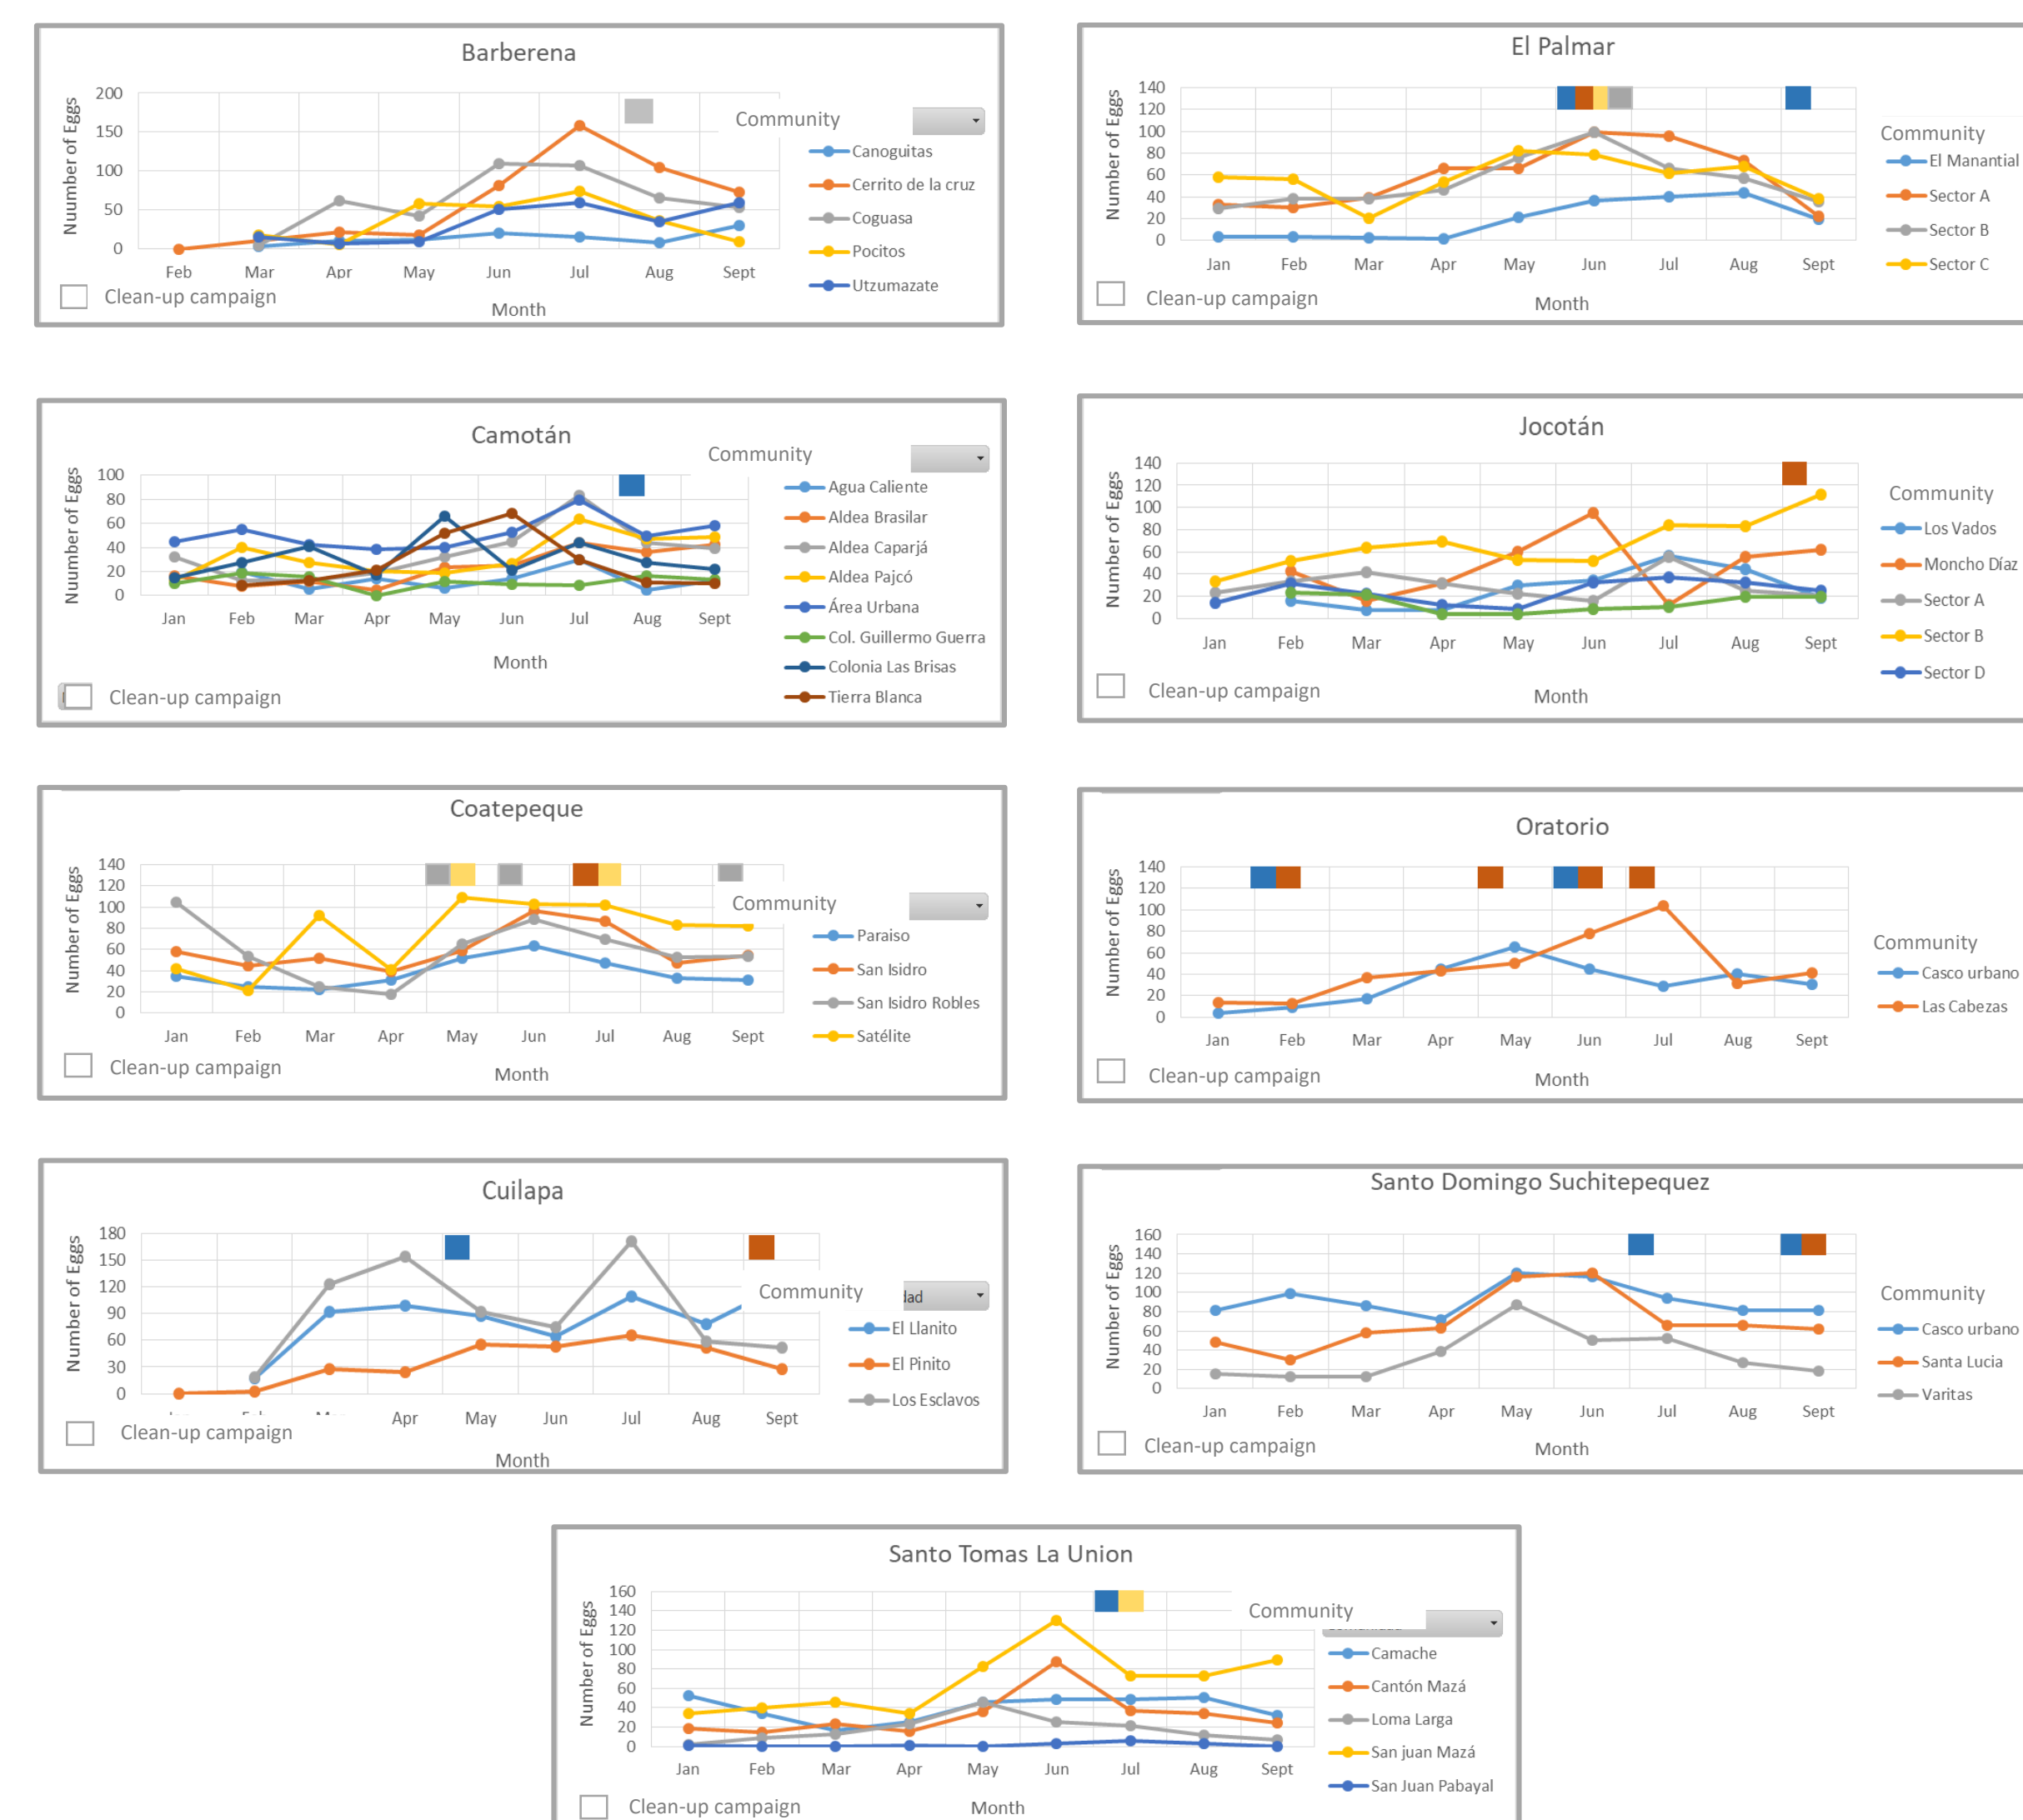 Barberena
Nuumber of Eggs
200
150
100
50
0
Feb Mar Apr May Jun Jul Aug Sept
Month
Clean-up campaign
Community
Canoguitas
Cerrito de la cruz
Coguasa
Pocitos
Utzumazate
El Palmar
Number of Eggs
140
120
100
80
60
40
20
0
Jan Feb Mar Apr May Jun Jul Aug Sept
Month
Clean-up campaign
Community
El Manantial
Sector A
Sector B
Sector C
Camotán
Nuumber of Eggs
100
80
60
40
20
0
Jan Feb Mar Apr May Jun Jul Aug Sept
Month
Clean-up campaign
Community
Agua Caliente
Aldea Brasilar
Aldea Caparjá
Aldea Pajcó
Área Urbana
Col. Guillermo Guerra
Colonia Las Brisas
Tierra Blanca
Jocotán
Number of Eggs
140
120
100
80
60
40
20
0
Jan Feb Mar Apr May Jun Jul Aug Sept
Month
Clean-up campaign
Community
Los Vados
Moncho Díaz
Sector A
Sector B
Sector D
Coatepeque
Number of Eggs
140
120
100
80
60
40
20
0
Jan Feb Mar Apr May Jun Jul Aug Sept
Month
Clean-up campaign
Community
Paraiso
San Isidro
San Isidro Robles
Satélite
Oratorio
Number of Eggs
140
120
100
80
60
40
20
0
Jan Feb Mar Apr May Jun Jul Aug Sept
Month
Clean-up campaign
Community
Casco urbano
Las Cabezas
Cuilapa
Number of Eggs
180
150
120
90
60
30
0
Apr May Jun Jul Aug Sept
Month
Clean-up campaign
Community
dad
El Llanito
El Pinito
Los Esclavos
Santo Domingo Suchitepequez
Number of Eggs
160
140
120
100
80
60
40
20
0
Jan Feb Mar Apr May Jun Jul Aug Sept
Month
Clean-up campaign
Community
Casco urbano
Santa Lucia
Varitas
Santo Tomas La Union
Number of Eggs
160
140
120
100
80
60
40
20
0
Jan Feb Mar Apr May Jun Jul Aug Sept
Month
Clean-up campaign
Community
Camache
Cantón Mazá
Loma Larga
San juan Mazá
San Juan Pabayal